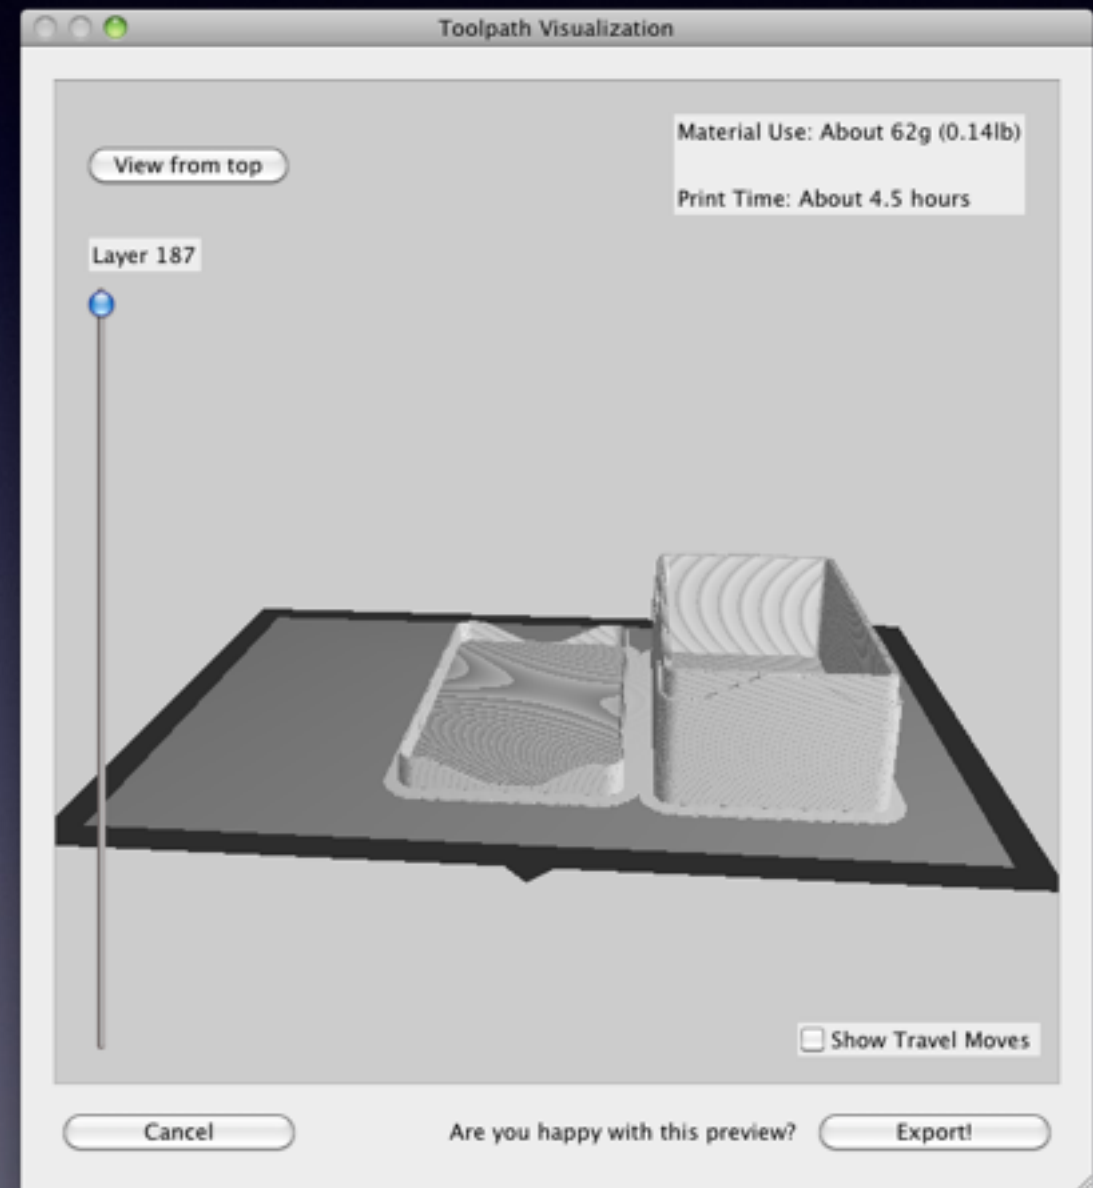 Toolpath Visualization
Material Use: About 62g (0.14lb)
View from top
Print Time: About 4.5 hours
Layer 187
Show Travel Moves
Cancel
Are you happy with this preview?
Export!